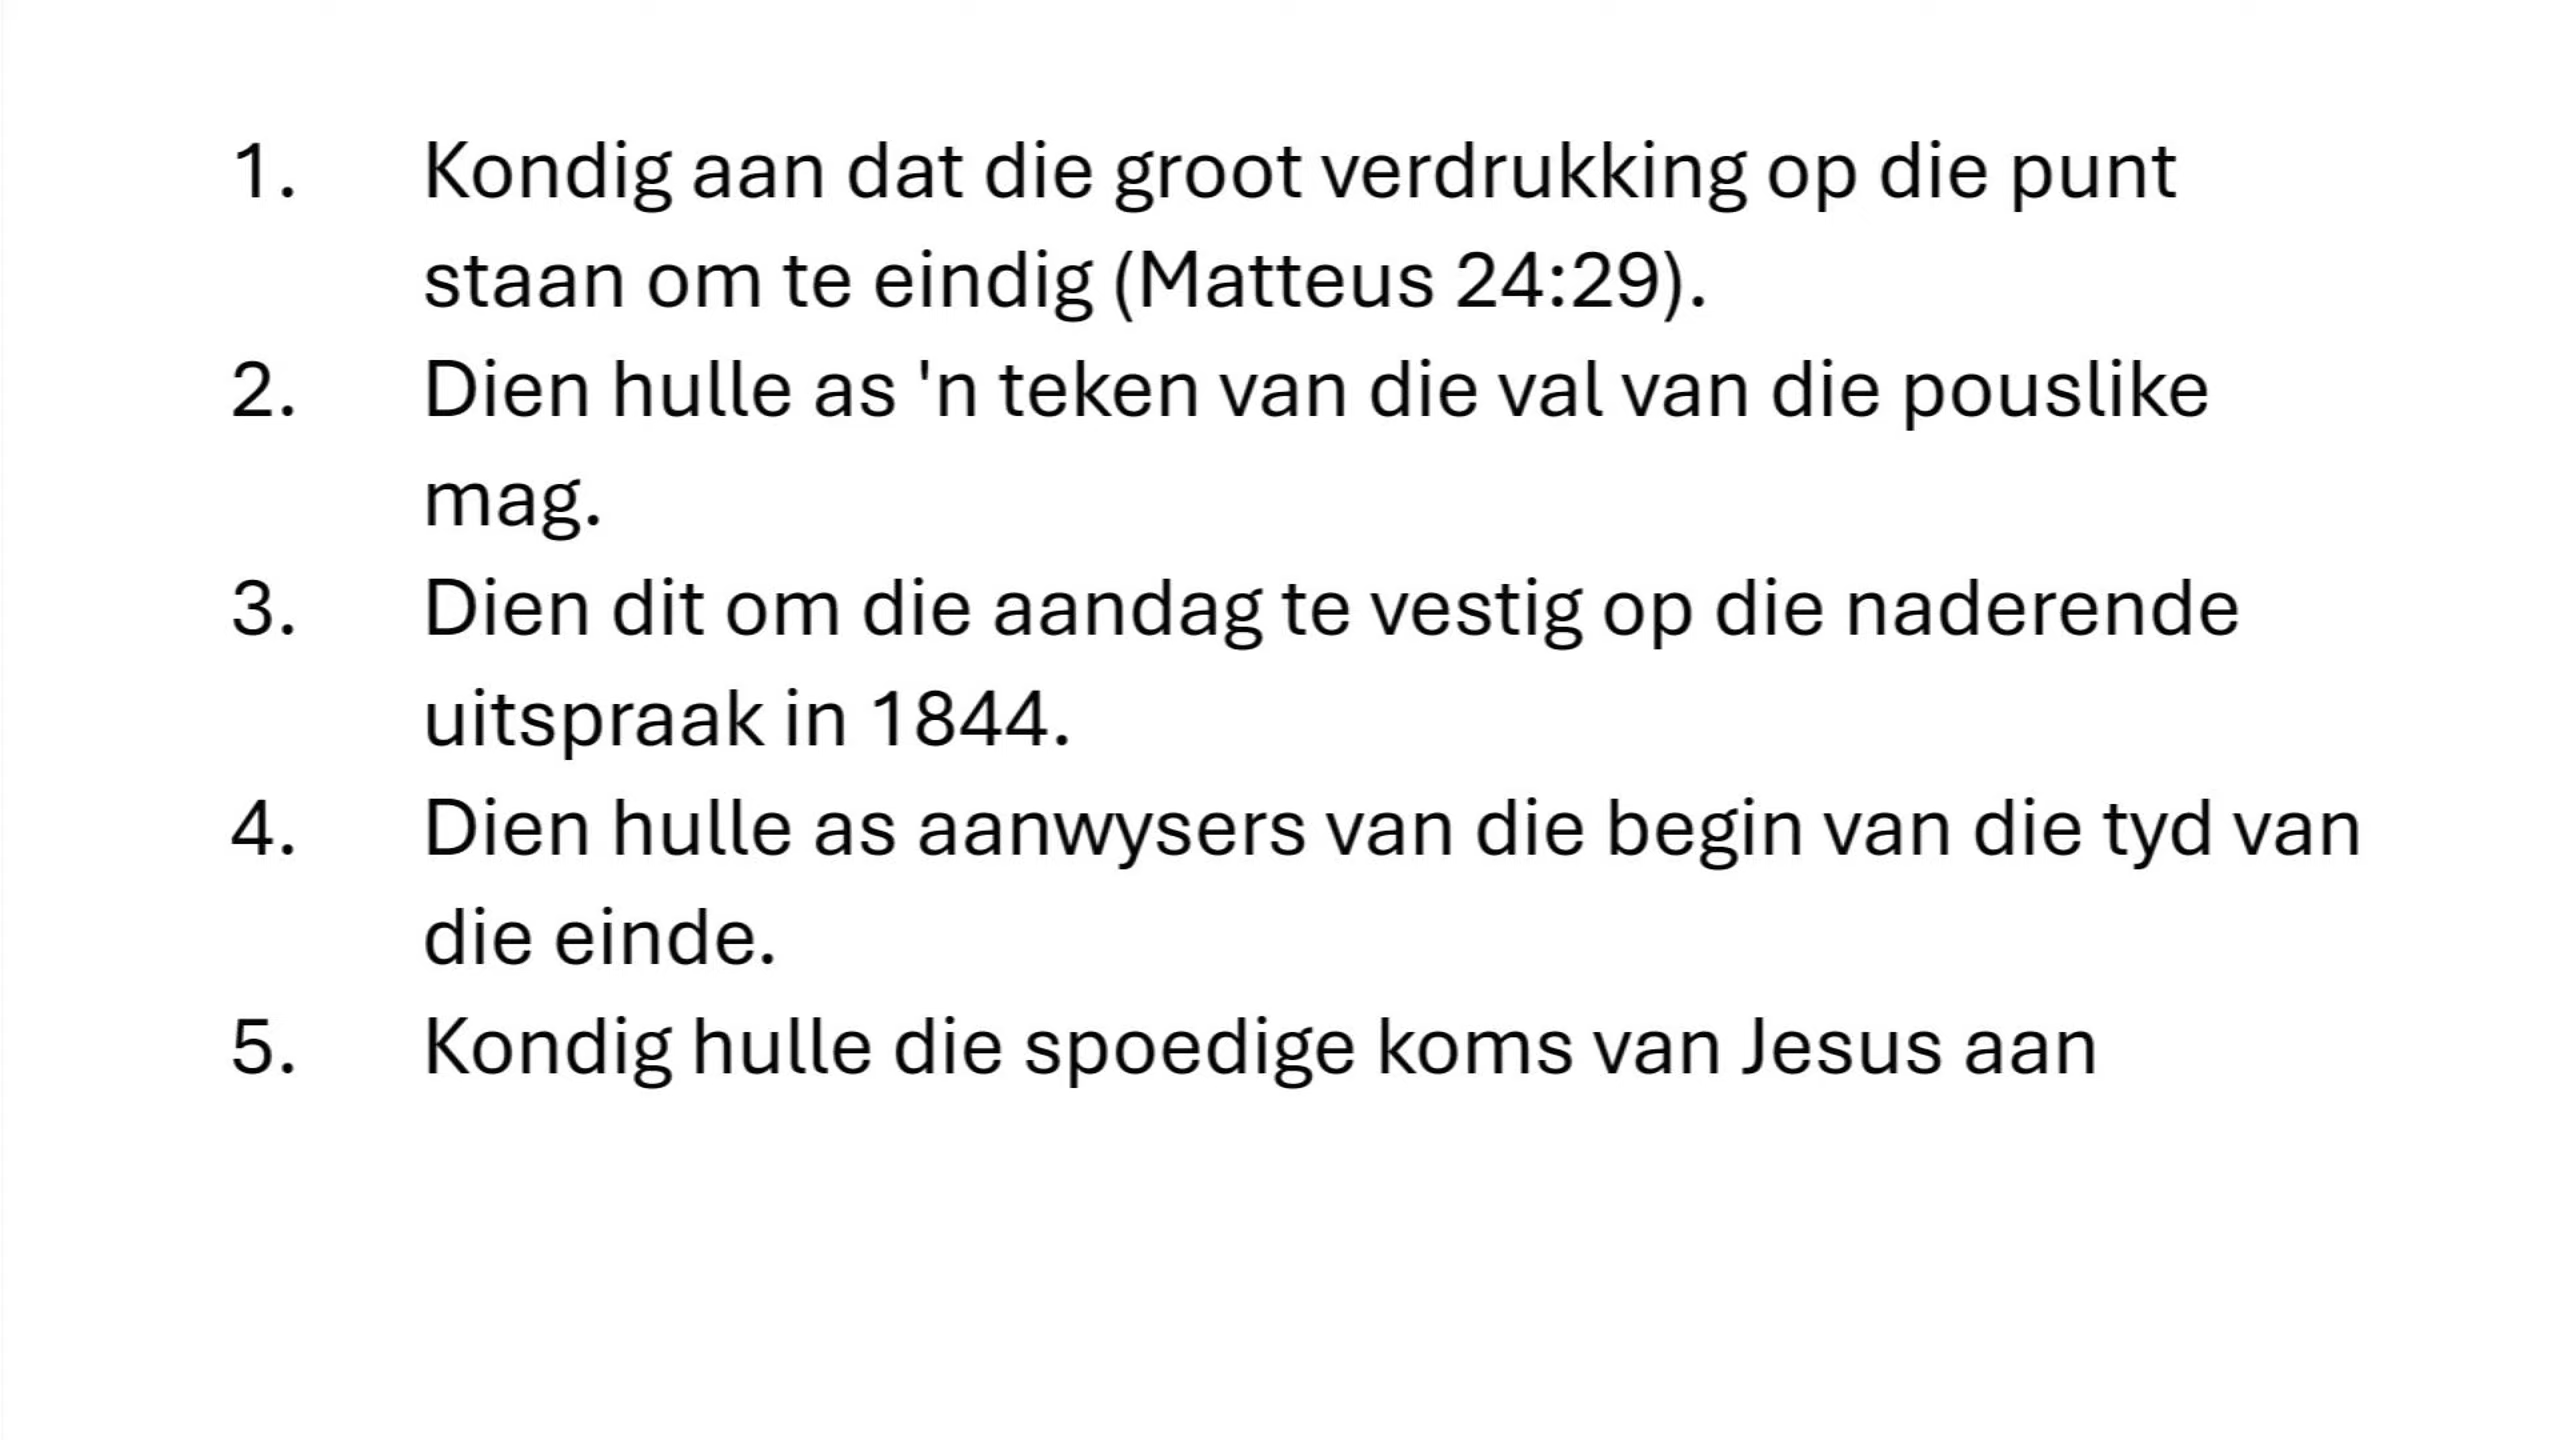 1. Kondig aan dat die groot verdrukking op die punt
staan om te eindig (Matteus 24:29).
2. Dien hulle as 'n teken van die val van die pouslike
mag.
3. Dien dit om die aandag te vestig op die naderende
uitspraak in 1844.
4. Dien hulle as aanwysers van die begin van die tyd van
die einde.
5. Kondig hulle die spoedige koms van Jesus aan